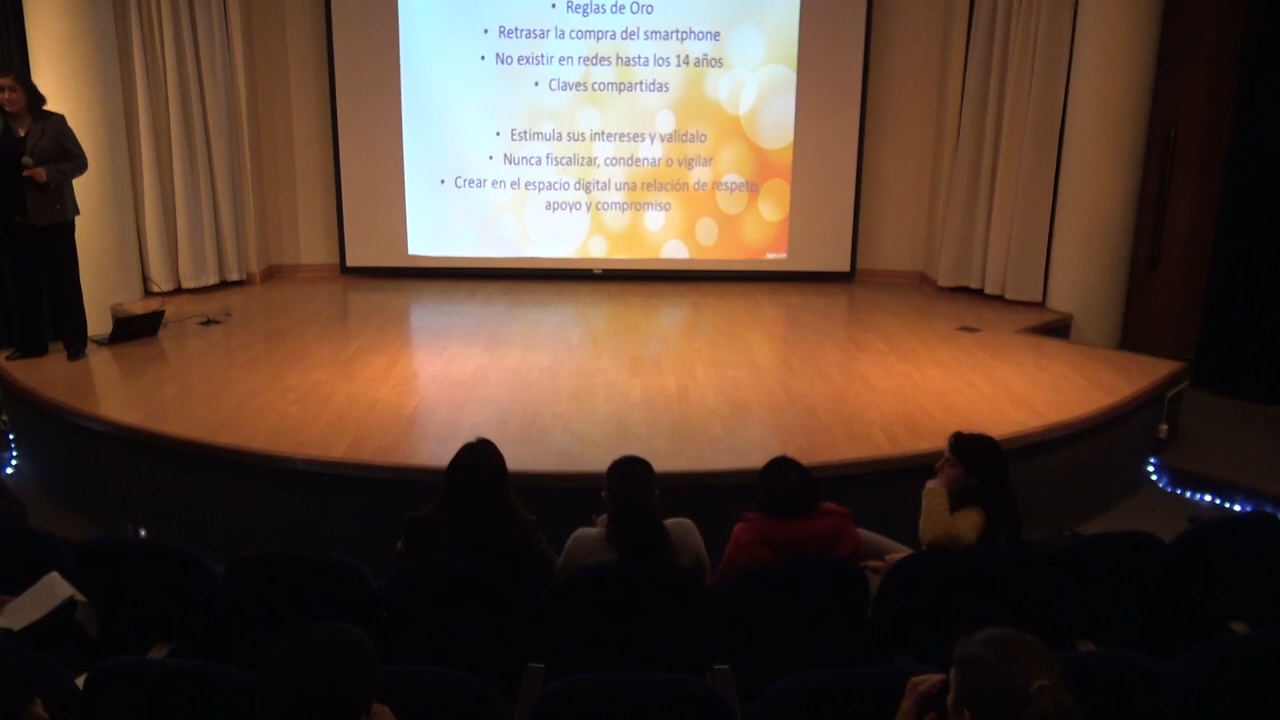 • Reglas de Oro
• Retrasar la compra del smartphone
• No existir en redes hasta los 14 años
• Claves compartidas
• Estimula sus intereses y valídalo
• Nunca fiscalizar, condenar o vigilar
• Crear en el espacio digital una relación de respeto,
apoyo y compromiso